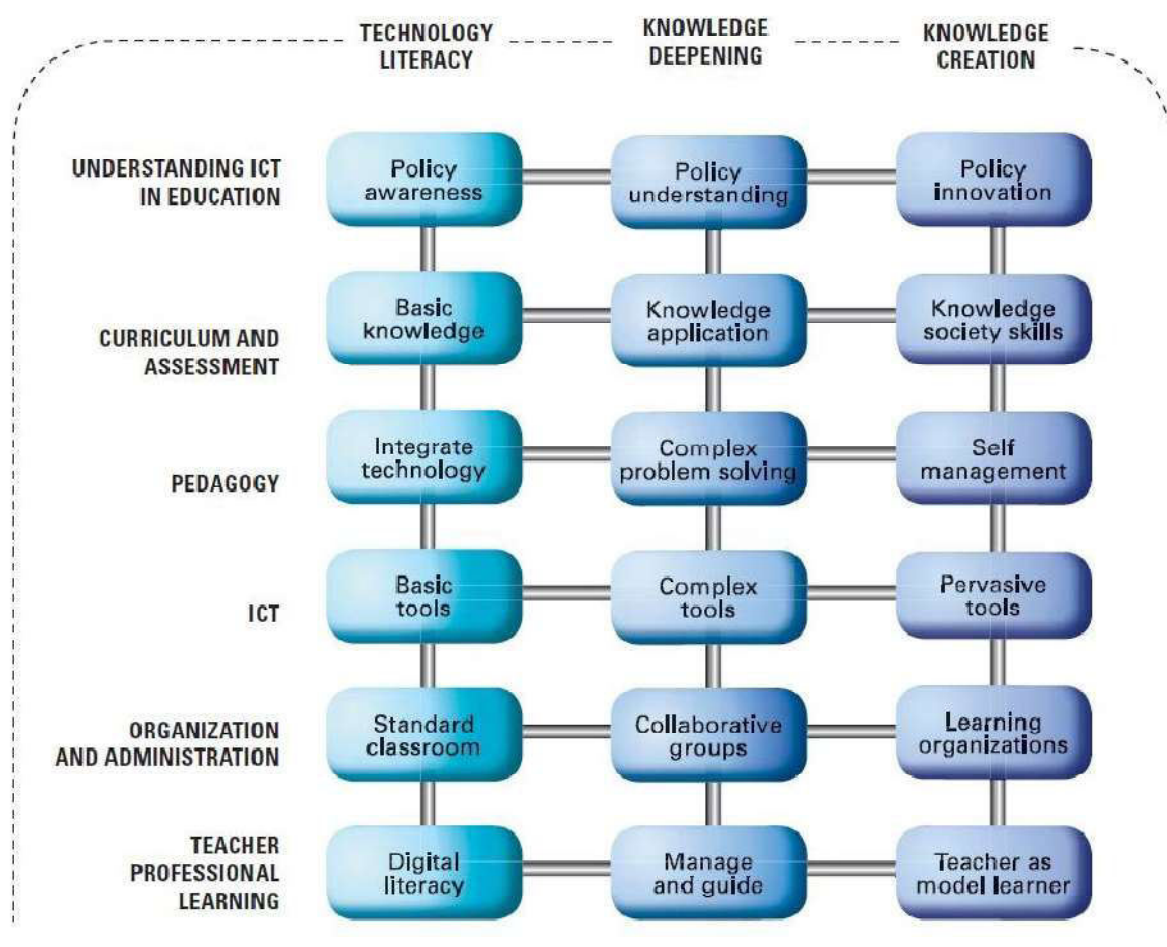 TECHNOLOGY
LITERACY
KNOWLEDGE
DEEPENING
KNOWLEDGE
CREATION
UNDERSTANDING ICT
IN EDUCATION
Policy
awareness
Policy
understanding
Policy
innovation
CURRICULUM AND
ASSESSMENT
Basic
knowledge
Knowledge
application
Knowledge
society skills
PEDAGOGY
Integrate
technology
Complex
problem solving
Self
management
ICT
Basic
tools
Complex
tools
Pervasive
tools
ORGANIZATION
AND ADMINISTRATION
Standard
classroom
Collaborative
groups
Learning
organizations
TEACHER
PROFESSIONAL
LEARNING
Digital
literacy
Manage
and guide
Teacher as
model learner